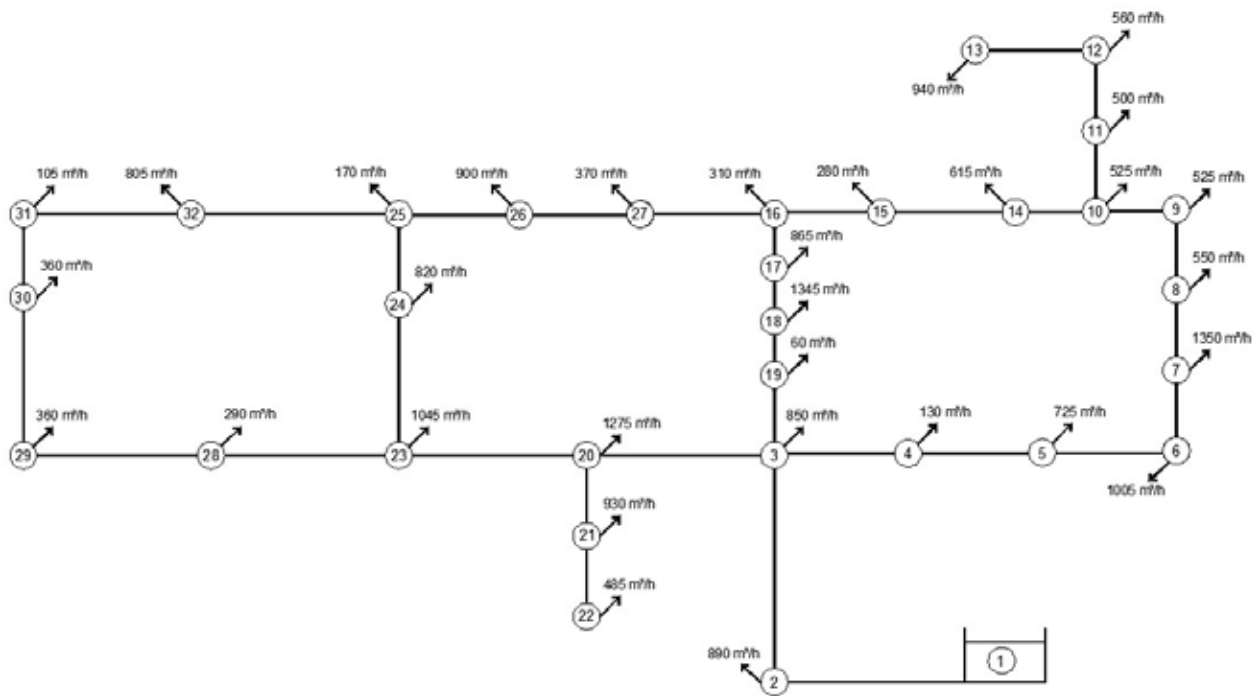 560 m³/h
13
12
940 m³/h
500 m³/h
11
105 m³/h
805 m³/h
170 m³/h
900 m³/h
370 m³/h
310 m³/h
280 m³/h
615 m³/h
525 m³/h
525 m³/h
31
32
25
26
27
16
15
14
10
9
865 m³/h
17
360 m³/h
820 m³/h
550 m³/h
30
24
8
1345 m³/h
18
60 m³/h
1350 m³/h
19
7
360 m³/h
290 m³/h
1045 m³/h
1275 m³/h
850 m³/h
130 m³/h
725 m³/h
29
28
23
20
3
4
5
6
1005 m³/h
930 m³/h
21
485 m³/h
22
890 m³/h
2
1